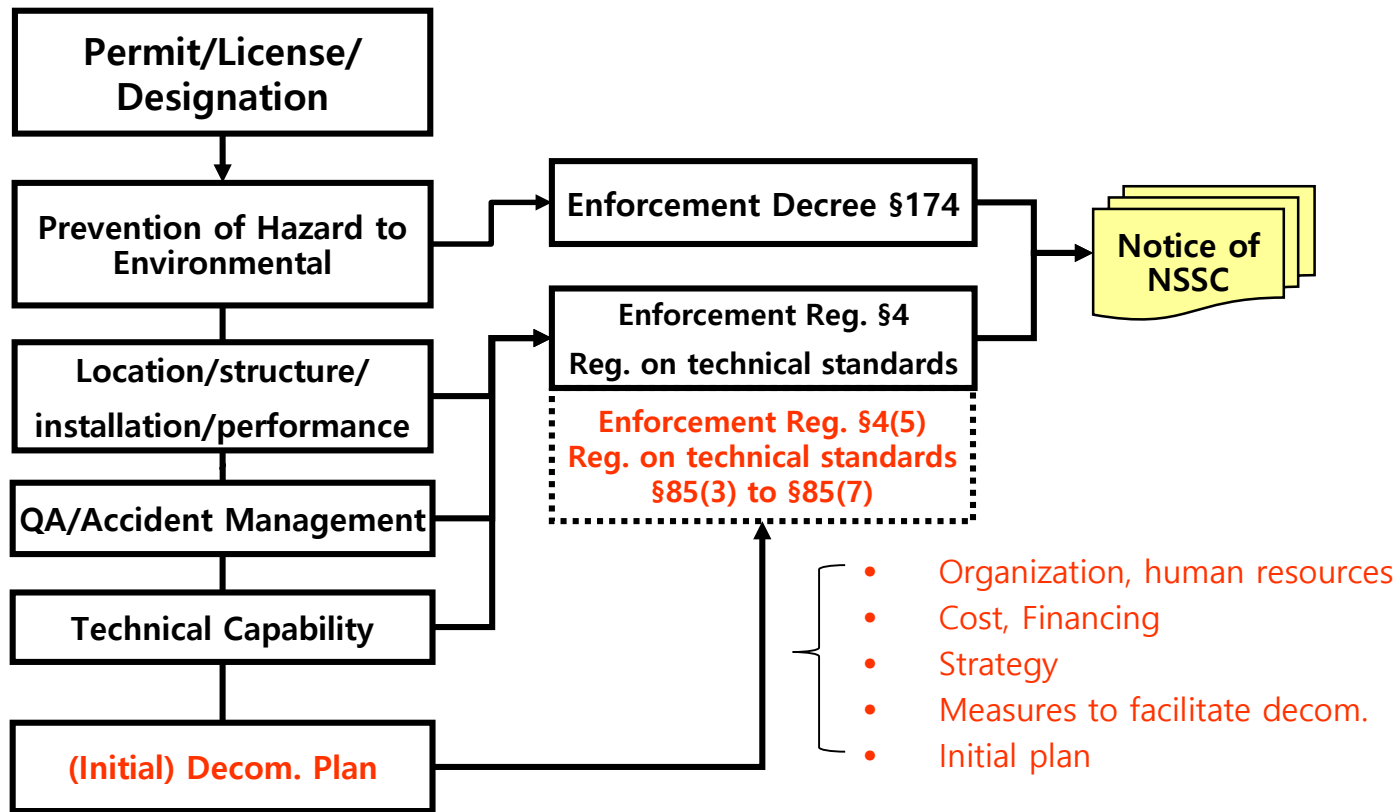 Permit/License/
Designation
Prevention of Hazard to
Environmental
Location/structure/
installation/performance
QA/Accident Management
Technical Capability
(Initial) Decom. Plan
Enforcement Decree §174
Enforcement Reg. §4
Reg. on technical standards
Enforcement Reg. §4(5)
Reg. on technical standards
§85(3) to §85(7)
Notice of
NSSC
• Organization, human resources
• Cost, Financing
• Strategy
• Measures to facilitate decom.
• Initial plan